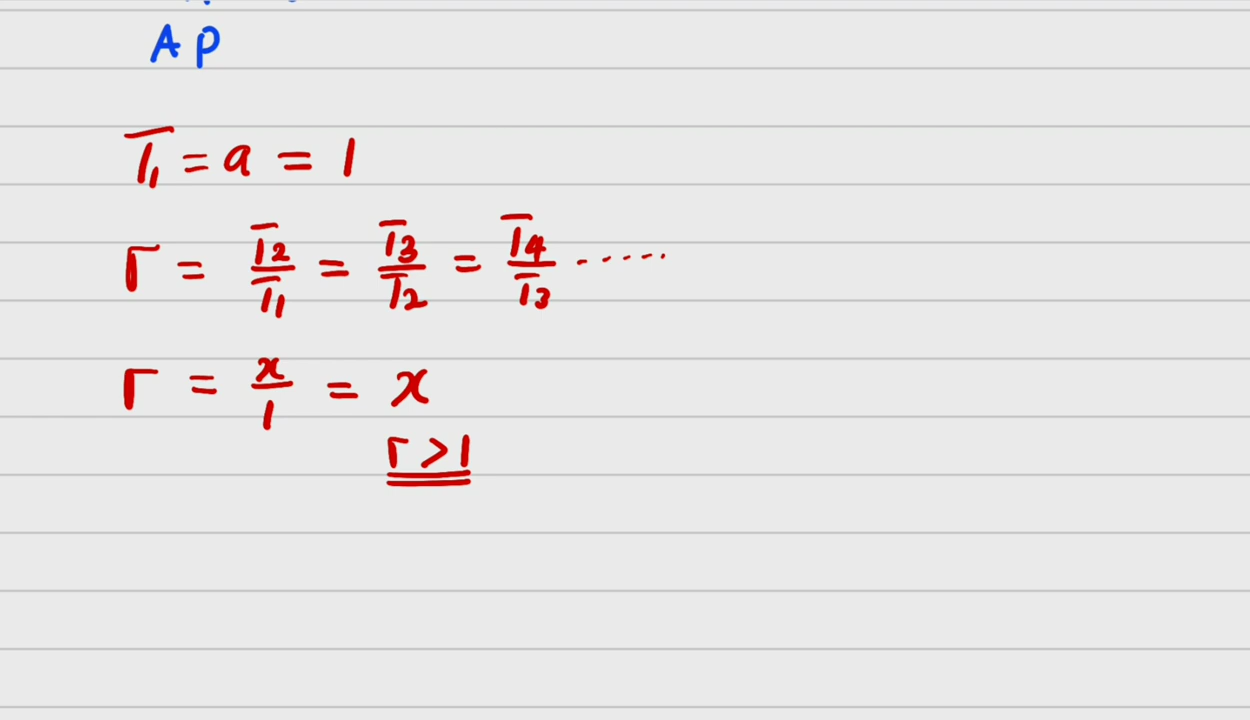 AP
T₁ = a = 1
r = T₂/T₁ = T₃/T₂ = T₄/T₃ ......
r = x/1 = x
r > 1